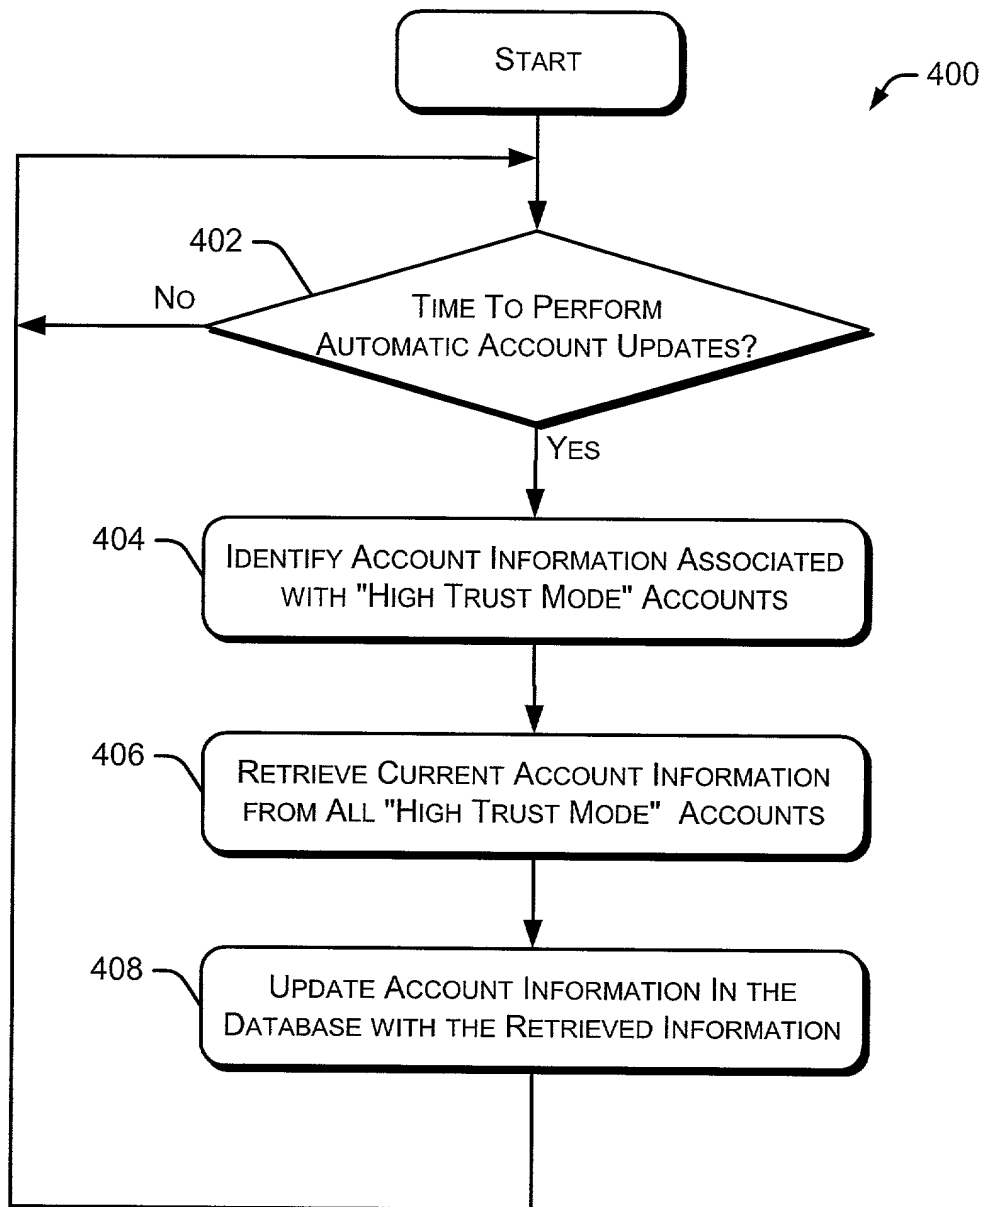 START
400
402
NO
TIME TO PERFORM
AUTOMATIC ACCOUNT UPDATES?
YES
404
IDENTIFY ACCOUNT INFORMATION ASSOCIATED
WITH "HIGH TRUST MODE" ACCOUNTS
406
RETRIEVE CURRENT ACCOUNT INFORMATION
FROM ALL "HIGH TRUST MODE" ACCOUNTS
408
UPDATE ACCOUNT INFORMATION IN THE
DATABASE WITH THE RETRIEVED INFORMATION